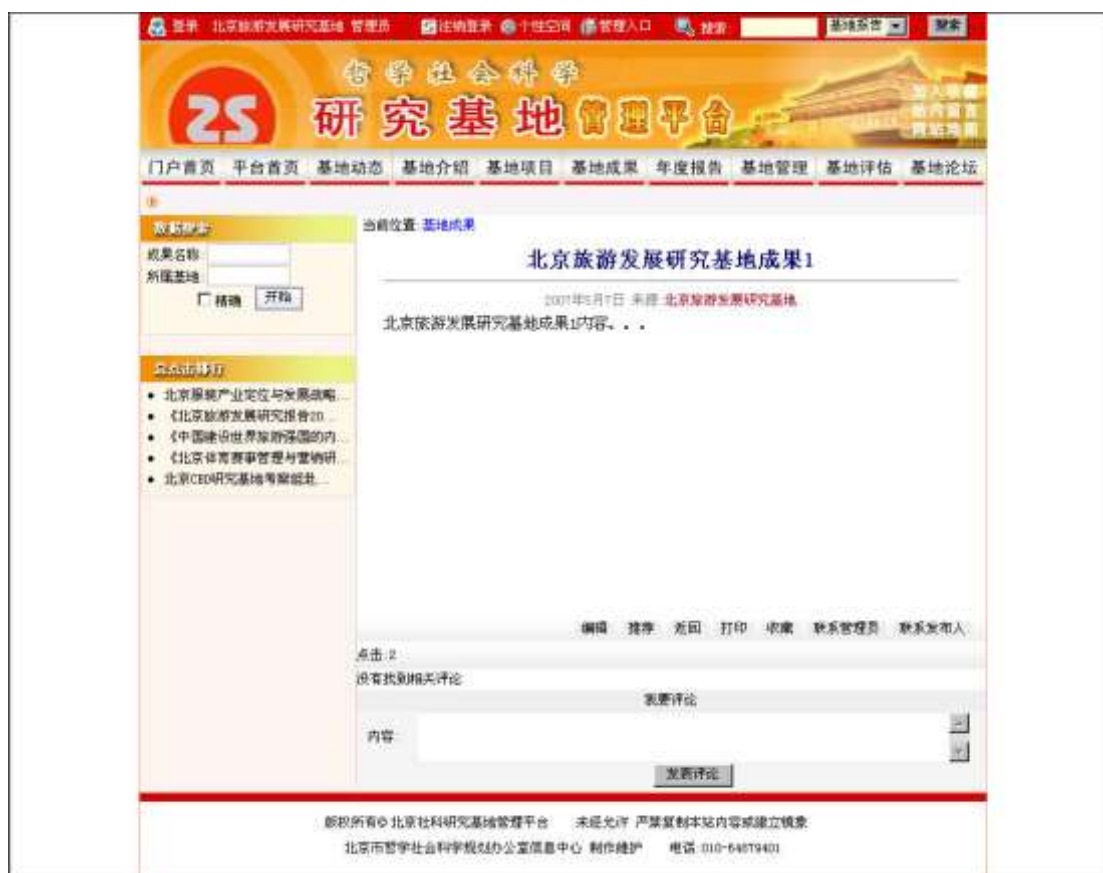 登录 北京旅游发展研究基地 管理员 注销登录 个性空间 管理入口 搜索 基地报告 搜索
哲学社会科学
研究基地管理平台
门户首页 平台首页 基地动态 基地介绍 基地项目 基地成果 年度报告 基地管理 基地评估 基地论坛
数据搜索
成果名称
所属基地
精确 开始
总点击排行
北京服装产业定位与发展战略...
《北京旅游发展研究报告20...
《中国建设世界旅游强国的内...
《北京体育赛事管理与营销研...
北京CBD研究基地考察团赴...
当前位置:基地成果
北京旅游发展研究基地成果1
2007年5月7日 来源:北京旅游发展研究基地
北京旅游发展研究基地成果1内容。。。
编辑 推荐 返回 打印 收藏 联系管理员 联系发布人
点击:2
没有找到相关评论
我要评论
内容:
发表评论
版权所有© 北京社科研究基地管理平台 未经允许 严禁复制本站内容或建立镜象
北京市哲学社会科学规划办公室信息中心 制作维护 电话:010-64879401